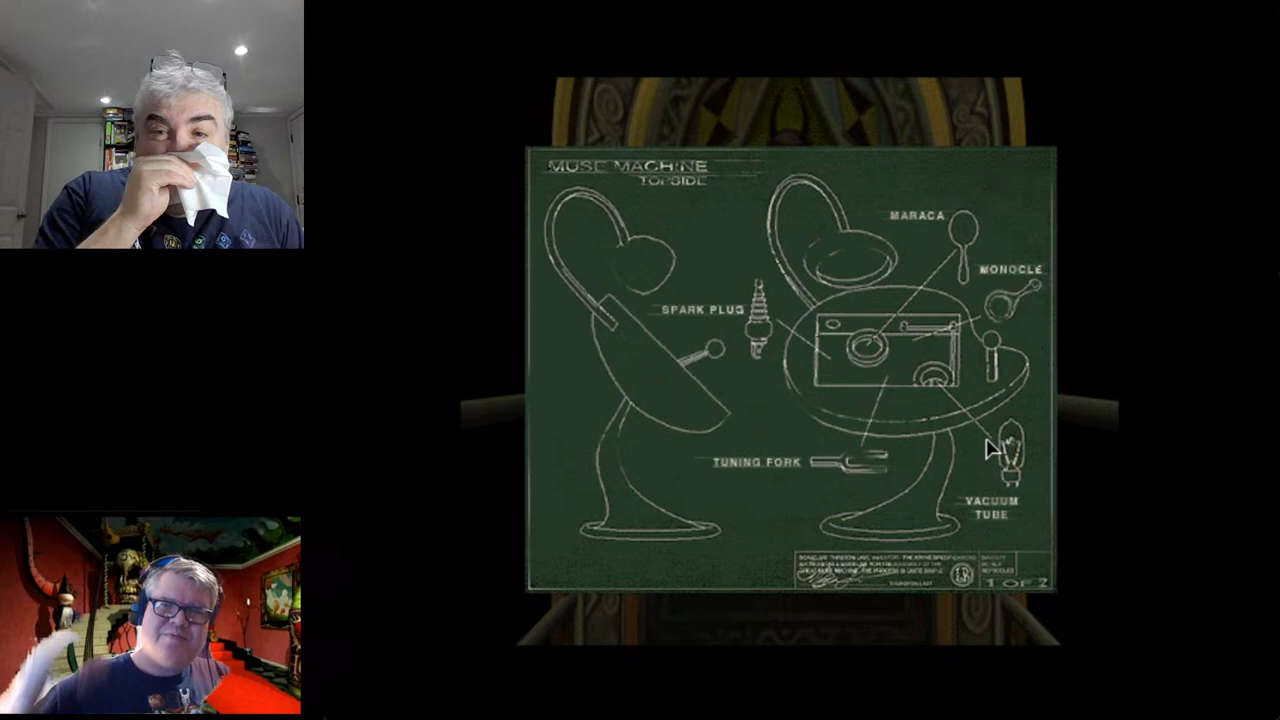 MUSE MACHINE
TOPSIDE
MARACA
MONOCLE
SPARK PLUG
TUNING FORK
VACUUM
TUBE
1 OF 2